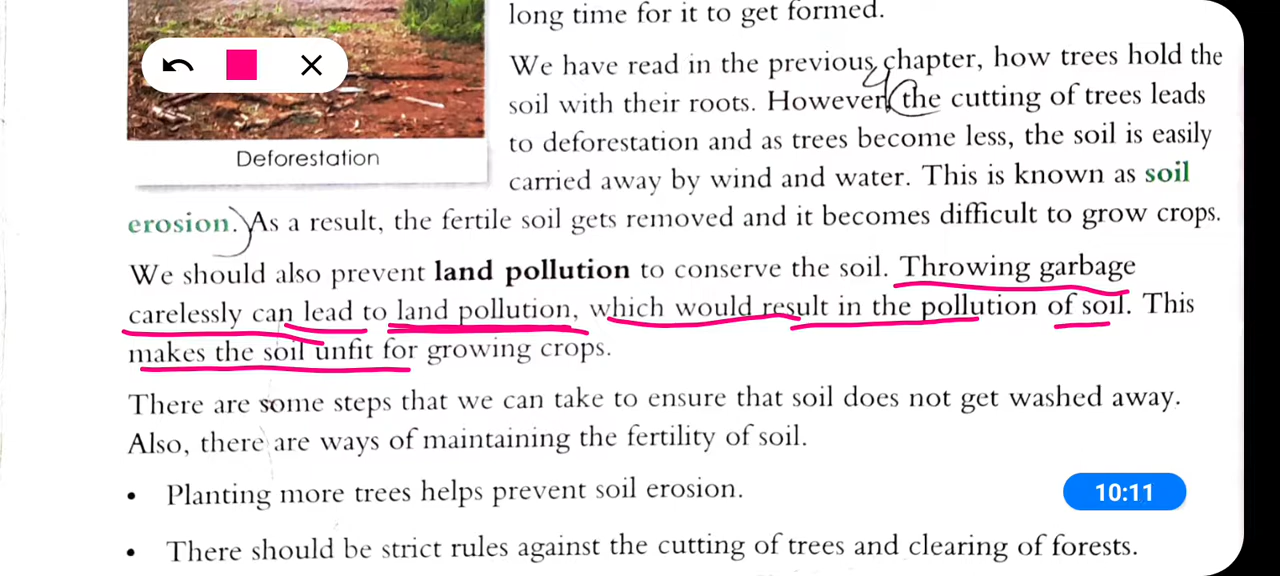 long time for it to get formed.
We have read in the previous chapter, how trees hold the
soil with their roots. However, the cutting of trees leads
to deforestation and as trees become less, the soil is easily
Deforestation
carried away by wind and water. This is known as soil
erosion. As a result, the fertile soil gets removed and it becomes difficult to grow crops.
We should also prevent land pollution to conserve the soil. Throwing garbage
carelessly can lead to land pollution, which would result in the pollution of soil. This
makes the soil unfit for growing crops.
There are some steps that we can take to ensure that soil does not get washed away.
Also, there are ways of maintaining the fertility of soil.
• Planting more trees helps prevent soil erosion.
10:11
• There should be strict rules against the cutting of trees and clearing of forests.